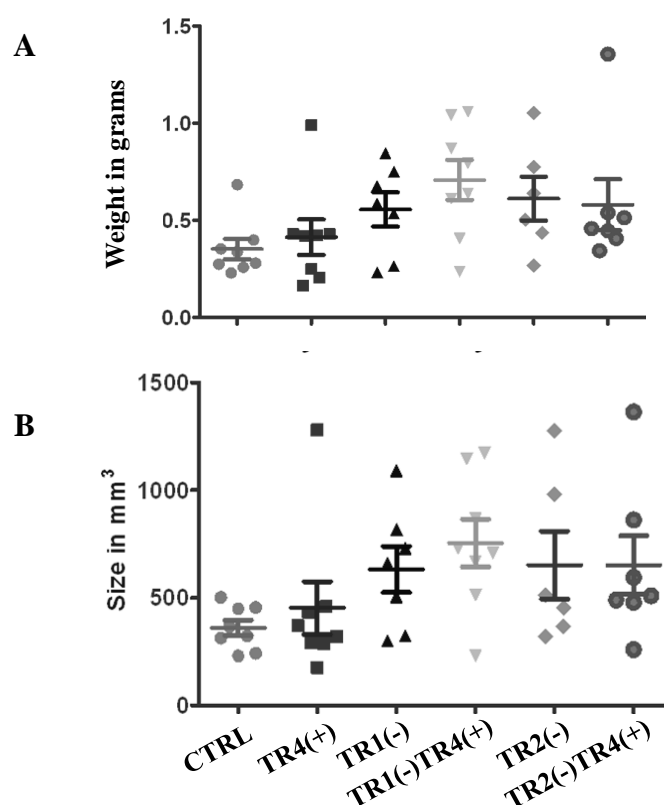 A
Weight in grams
1.5
1.0
0.5
0.0
B
Size in mm³
1500
1000
500
0
CTRL
TR4(+)
TR1(-)
TR1(-)TR4(+)
TR2(-)
TR2(-)TR4(+)